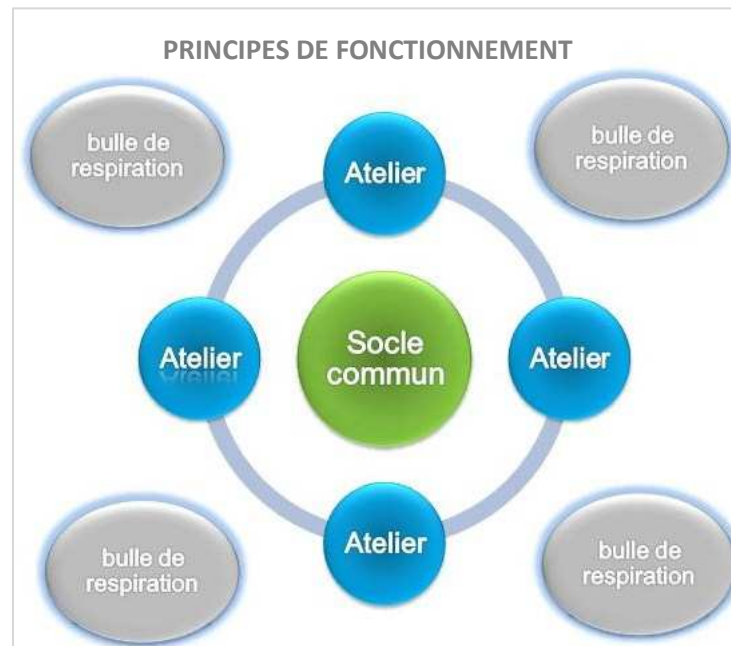 PRINCIPES DE FONCTIONNEMENT
bulle de
respiration
Atelier
bulle de
respiration
Atelier
Socle
commun
Atelier
bulle de
respiration
Atelier
bulle de
respiration